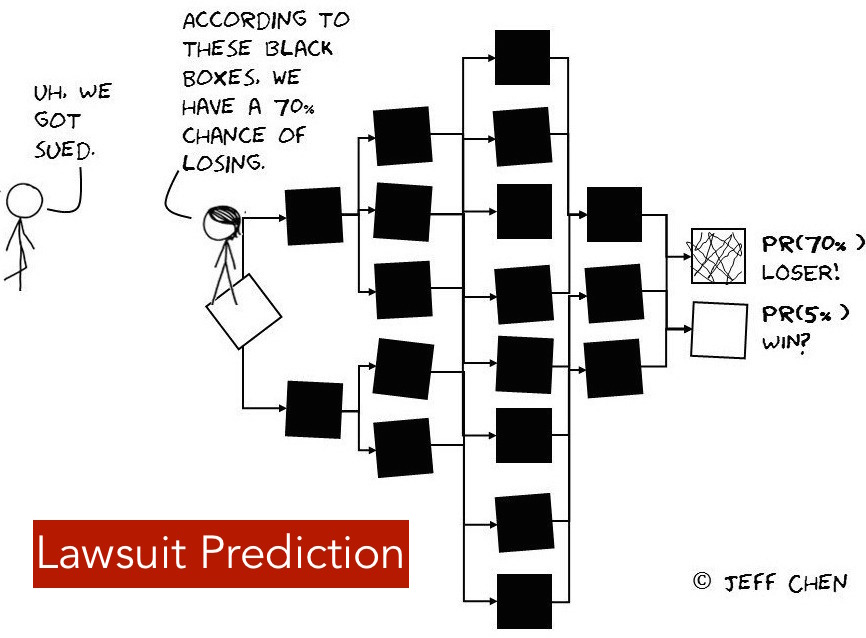 UH, WE
GOT
SUED.
ACCORDING TO
THESE BLACK
BOXES, WE
HAVE A 70%
CHANCE OF
LOSING.
PR(70%)
LOSER!
PR(5%)
WIN?
Lawsuit Prediction
© JEFF CHEN